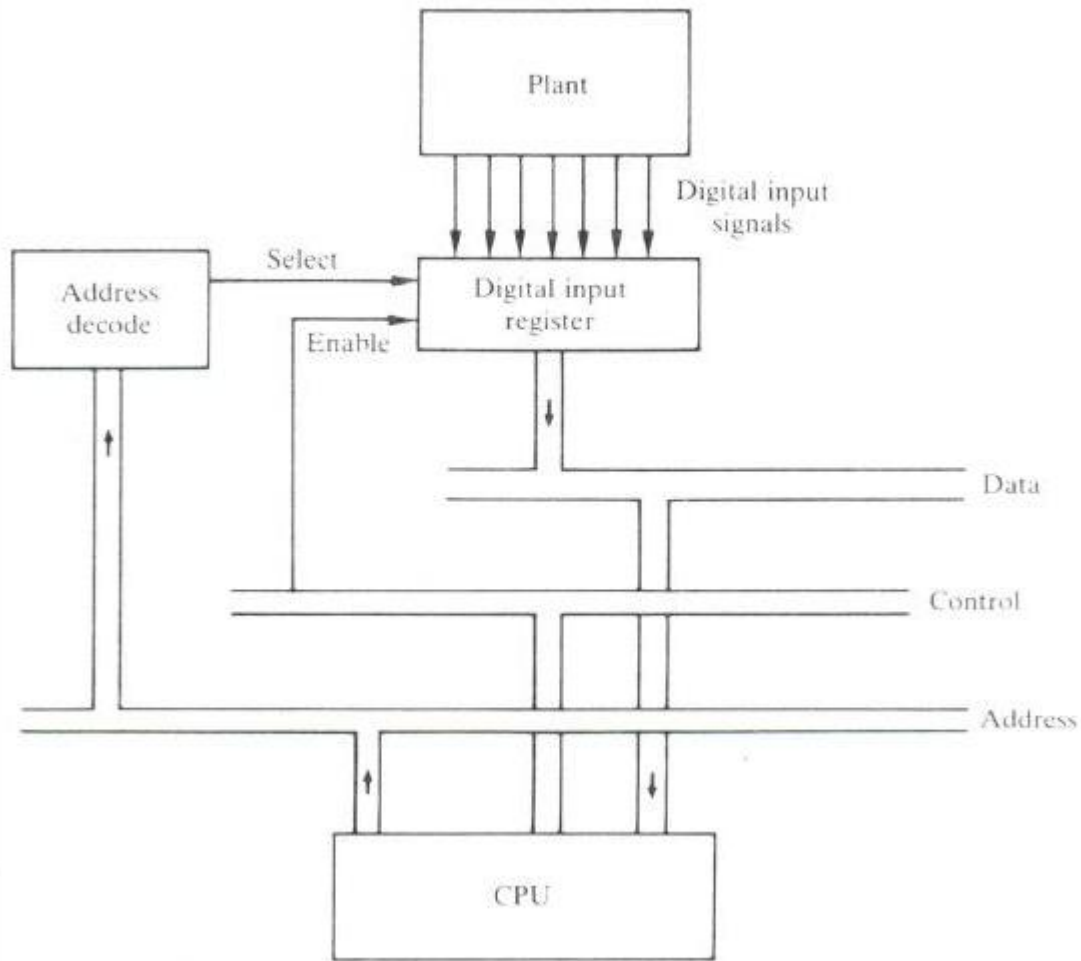 Plant
Digital input
signals
Select
Address
decode
Digital input
register
Enable
Data
Control
Address
CPU